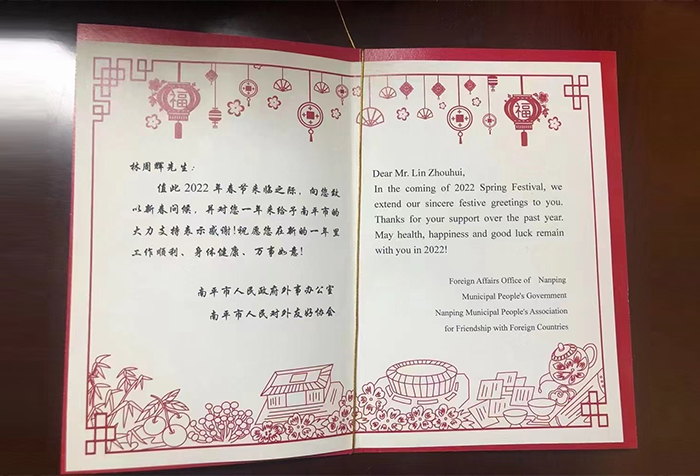 林周辉先生:
值此 2022 年春节来临之际,向您致
以新春问候,并对您一年来给予南平市的
大力支持表示感谢!祝愿您在新的一年里
工作顺利、身体健康、万事如意!
南平市人民政府外事办公室
南平市人民对外友好协会
Dear Mr. Lin Zhouhui,
In the coming of 2022 Spring Festival, we
extend our sincere festive greetings to you.
Thanks for your support over the past year.
May health, happiness and good luck remain
with you in 2022!
Foreign Affairs Office of Nanping
Municipal People's Government
Nanping Municipal People's Association
for Friendship with Foreign Countries
福
福